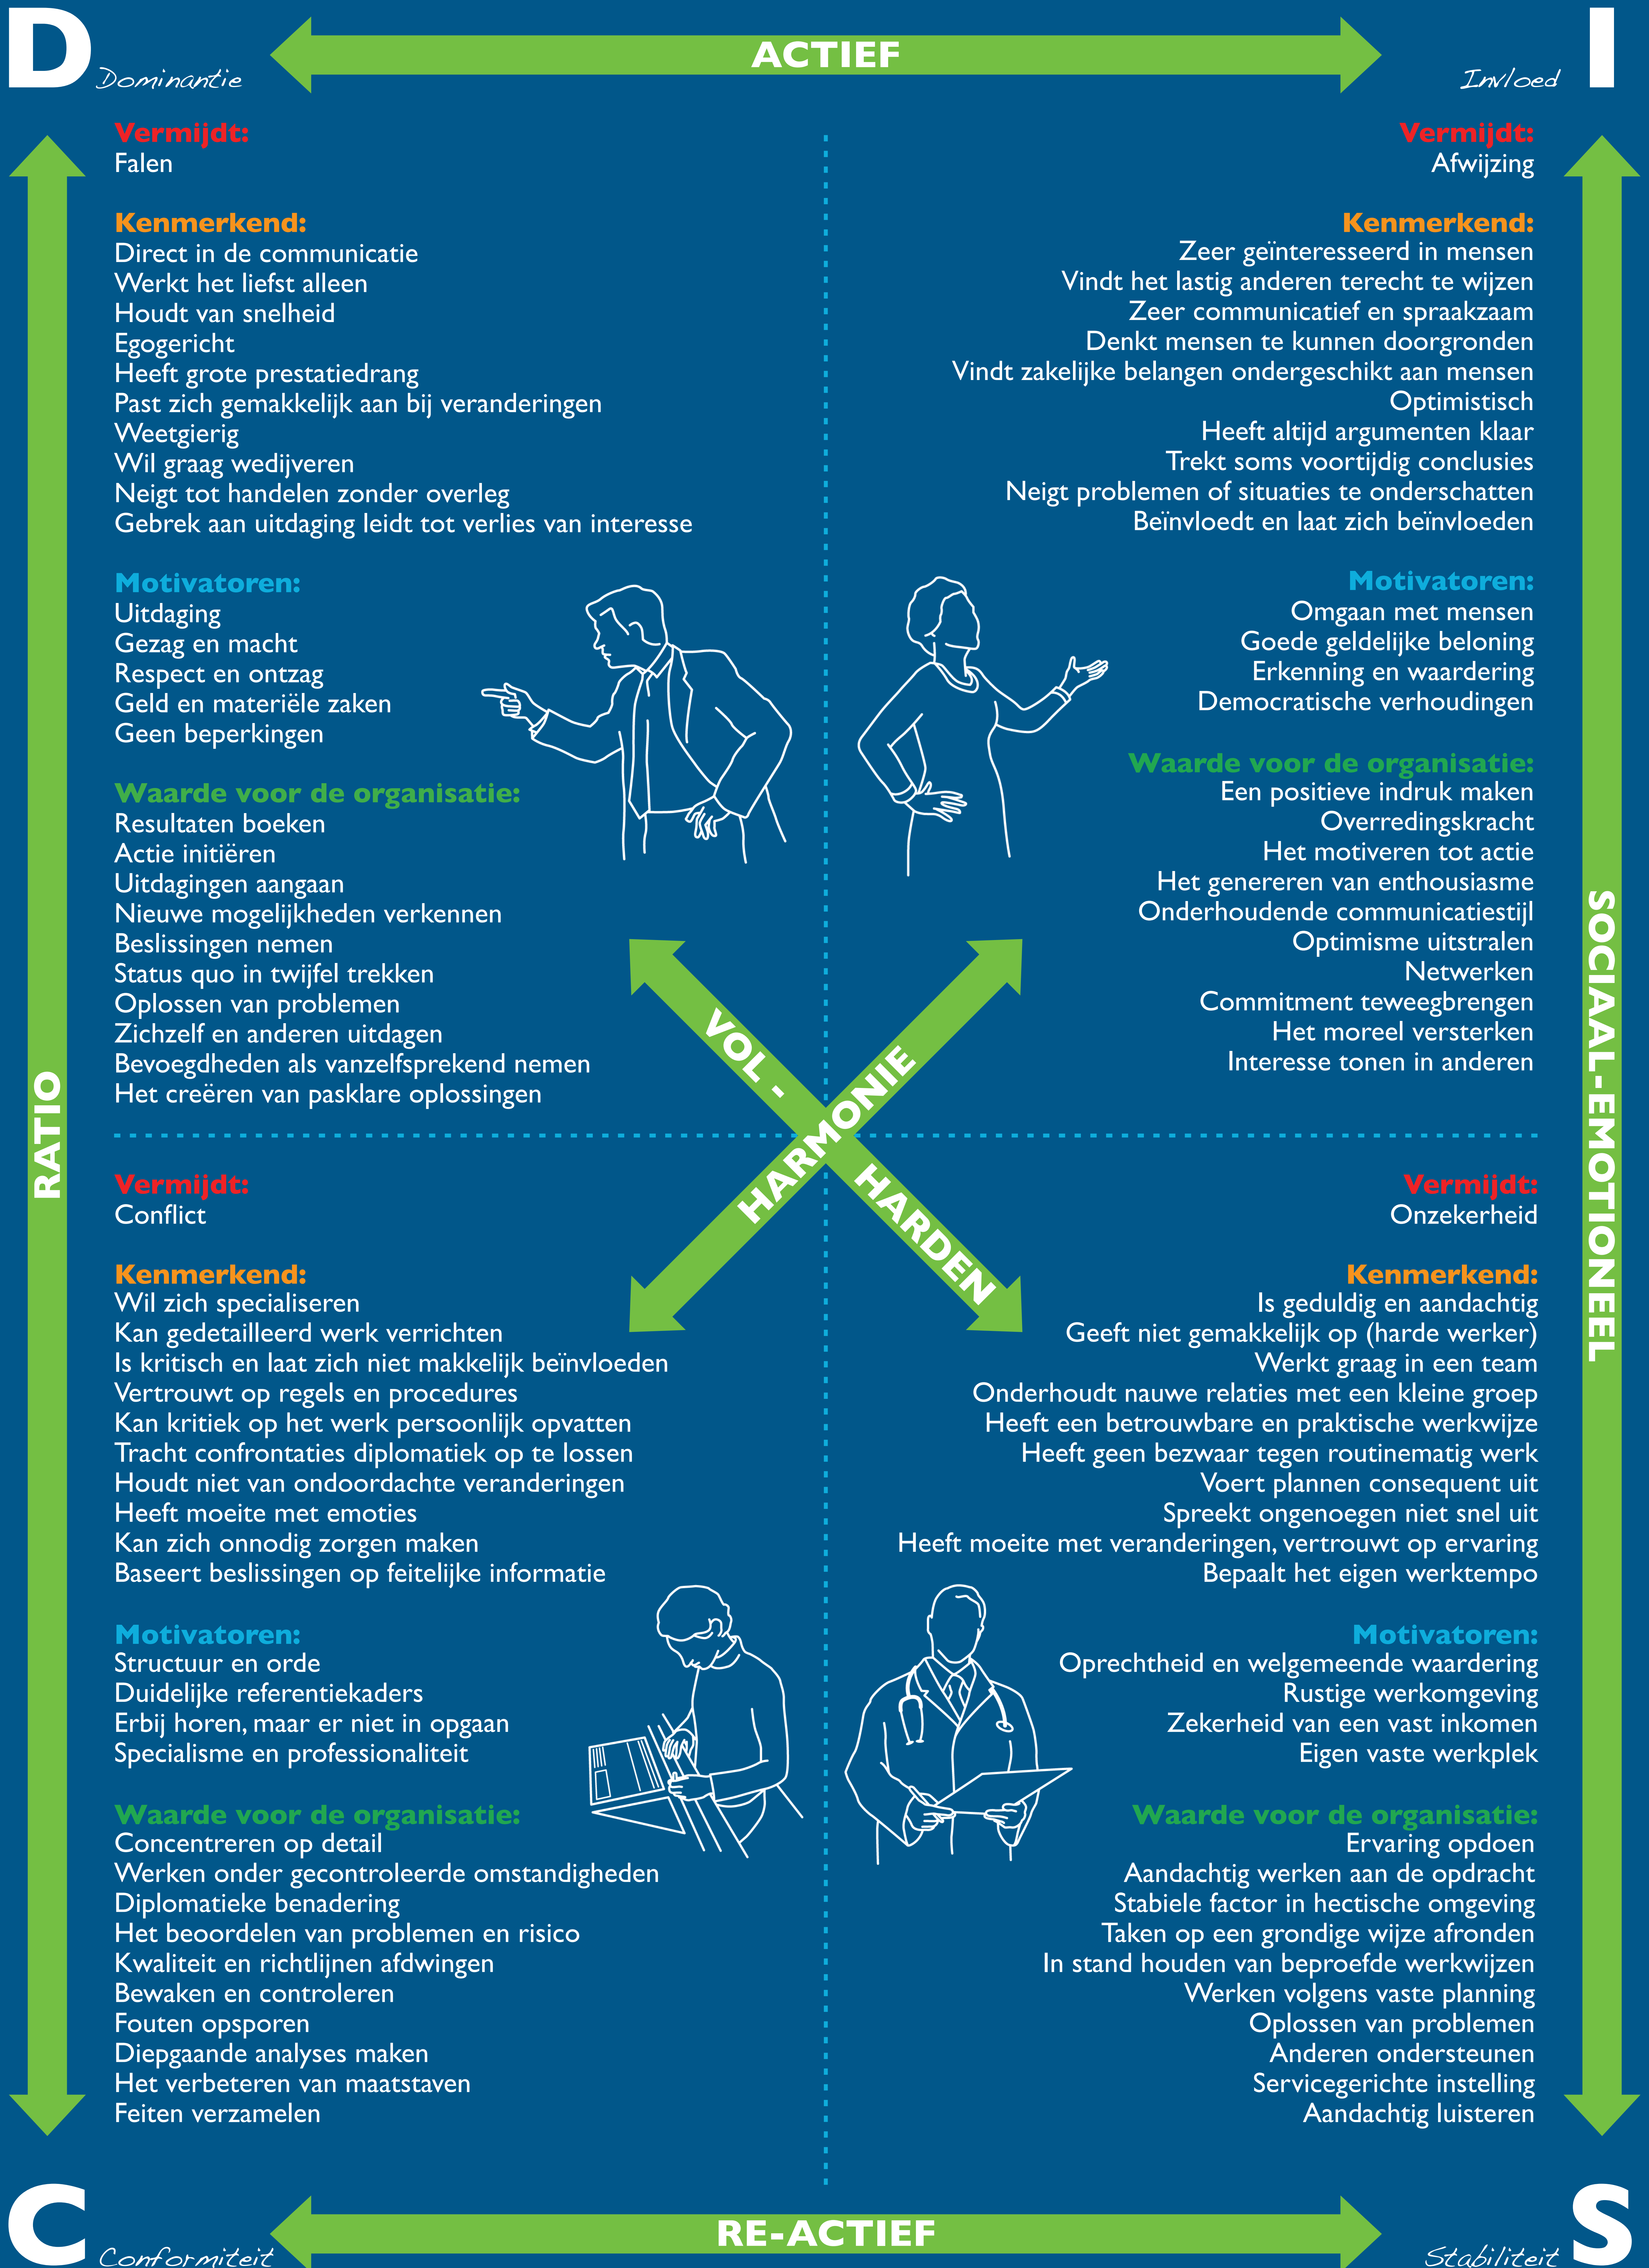 D
Dominantie
ACTIEF
Invloed
I
Vermijdt:
Falen
Kenmerkend:
Direct in de communicatie
Werkt het liefst alleen
Houdt van snelheid
Egogericht
Heeft grote prestatiedrang
Past zich gemakkelijk aan bij veranderingen
Weetgierig
Wil graag wedijveren
Neigt tot handelen zonder overleg
Gebrek aan uitdaging leidt tot verlies van interesse
Motivatoren:
Uitdaging
Gezag en macht
Respect en ontzag
Geld en materiële zaken
Geen beperkingen
Waarde voor de organisatie:
Resultaten boeken
Actie initiëren
Uitdagingen aangaan
Nieuwe mogelijkheden verkennen
Beslissingen nemen
Status quo in twijfel trekken
Oplossen van problemen
Zichzelf en anderen uitdagen
Bevoegdheden als vanzelfsprekend nemen
Het creëren van pasklare oplossingen
Vermijdt:
Afwijzing
Kenmerkend:
Zeer geïnteresseerd in mensen
Vindt het lastig anderen terecht te wijzen
Zeer communicatief en spraakzaam
Denkt mensen te kunnen doorgronden
Vindt zakelijke belangen ondergeschikt aan mensen
Optimistisch
Heeft altijd argumenten klaar
Trekt soms voortijdig conclusies
Neigt problemen of situaties te onderschatten
Beïnvloedt en laat zich beïnvloeden
Motivatoren:
Omgaan met mensen
Goede geldelijke beloning
Erkenning en waardering
Democratische verhoudingen
Waarde voor de organisatie:
Een positieve indruk maken
Overredingskracht
Het motiveren tot actie
Het genereren van enthousiasme
Onderhoudende communicatiestijl
Optimisme uitstralen
Netwerken
Commitment teweegbrengen
Het moreel versterken
Interesse tonen in anderen
RATIO
SOCIAAL-EMOTIONEEL
VOL -
HARDEN
HARMONIE
Vermijdt:
Conflict
Kenmerkend:
Wil zich specialiseren
Kan gedetailleerd werk verrichten
Is kritisch en laat zich niet makkelijk beïnvloeden
Vertrouwt op regels en procedures
Kan kritiek op het werk persoonlijk opvatten
Tracht confrontaties diplomatiek op te lossen
Houdt niet van ondoordachte veranderingen
Heeft moeite met emoties
Kan zich onnodig zorgen maken
Baseert beslissingen op feitelijke informatie
Motivatoren:
Structuur en orde
Duidelijke referentiekaders
Erbij horen, maar er niet in opgaan
Specialisme en professionaliteit
Waarde voor de organisatie:
Concentreren op detail
Werken onder gecontroleerde omstandigheden
Diplomatieke benadering
Het beoordelen van problemen en risico
Kwaliteit en richtlijnen afdwingen
Bewaken en controleren
Fouten opsporen
Diepgaande analyses maken
Het verbeteren van maatstaven
Feiten verzamelen
Vermijdt:
Onzekerheid
Kenmerkend:
Is geduldig en aandachtig
Geeft niet gemakkelijk op (harde werker)
Werkt graag in een team
Onderhoudt nauwe relaties met een kleine groep
Heeft een betrouwbare en praktische werkwijze
Heeft geen bezwaar tegen routinematig werk
Voert plannen consequent uit
Spreekt ongenoegen niet snel uit
Heeft moeite met veranderingen, vertrouwt op ervaring
Bepaalt het eigen werktempo
Motivatoren:
Oprechtheid en welgemeende waardering
Rustige werkomgeving
Zekerheid van een vast inkomen
Eigen vaste werkplek
Waarde voor de organisatie:
Ervaring opdoen
Aandachtig werken aan de opdracht
Stabiele factor in hectische omgeving
Taken op een grondige wijze afronden
In stand houden van beproefde werkwijzen
Werken volgens vaste planning
Oplossen van problemen
Anderen ondersteunen
Servicegerichte instelling
Aandachtig luisteren
C
Conformiteit
RE-ACTIEF
Stabiliteit
S